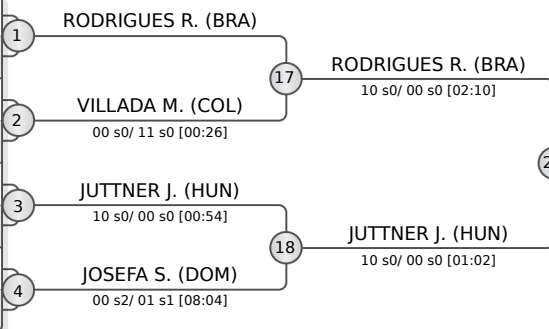 RODRIGUES R. (BRA)
1
17
RODRIGUES R. (BRA)
10 s0/ 00 s0 [02:10]
VILLADA M. (COL)
2
00 s0/ 11 s0 [00:26]
JUTTNER J. (HUN)
3
10 s0/ 00 s0 [00:54]
18
JUTTNER J. (HUN)
10 s0/ 00 s0 [01:02]
JOSEFA S. (DOM)
4
00 s2/ 01 s1 [08:04]